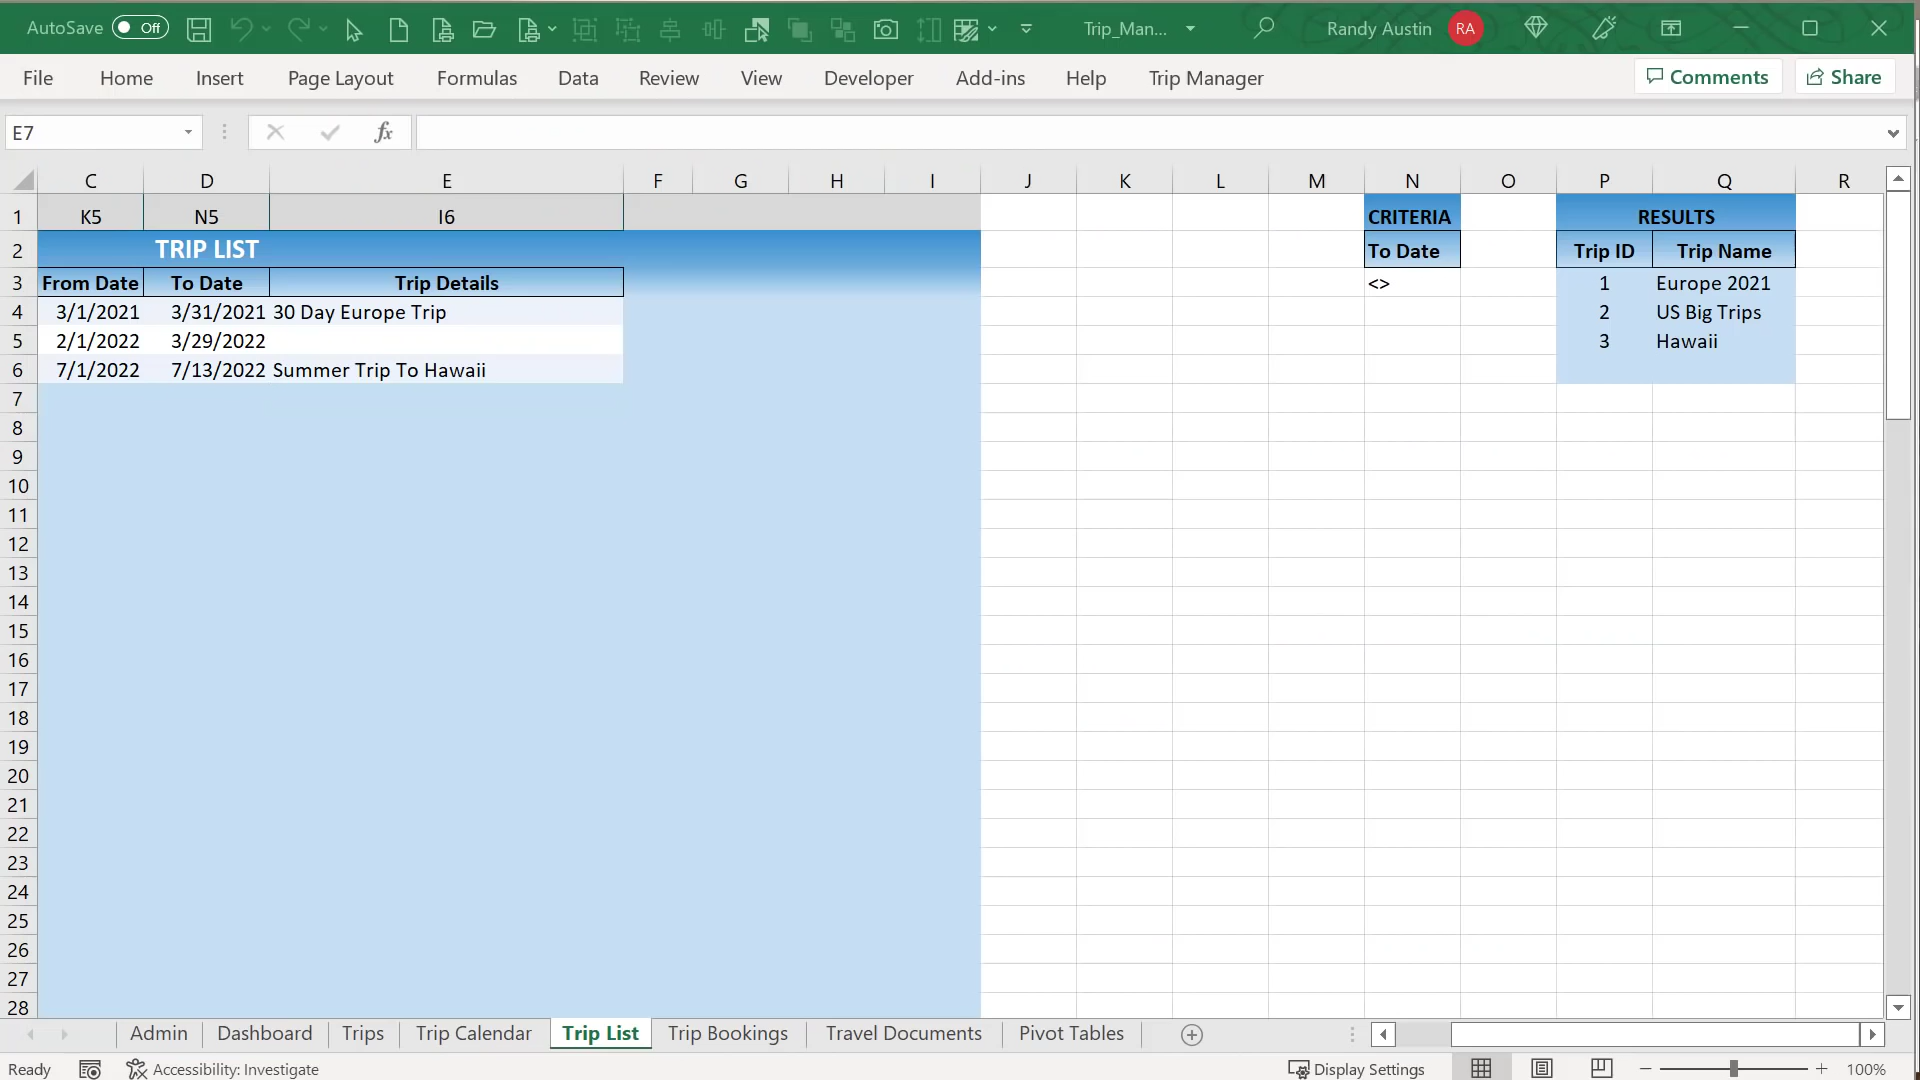 AutoSave Off Trip_Man... Randy Austin RA
File Home Insert Page Layout Formulas Data Review View Developer Add-ins Help Trip Manager Comments Share
E7 fx
C D E F G H I J K L M N O P Q R
1 K5 N5 I6 CRITERIA RESULTS
2 TRIP LIST To Date Trip ID Trip Name
3 From Date To Date Trip Details <> 1 Europe 2021
4 3/1/2021 3/31/2021 30 Day Europe Trip 2 US Big Trips
5 2/1/2022 3/29/2022 3 Hawaii
6 7/1/2022 7/13/2022 Summer Trip To Hawaii
7
8
9
10
11
12
13
14
15
16
17
18
19
20
21
22
23
24
25
26
27
28
Admin Dashboard Trips Trip Calendar Trip List Trip Bookings Travel Documents Pivot Tables
Ready Accessibility: Investigate Display Settings 100%